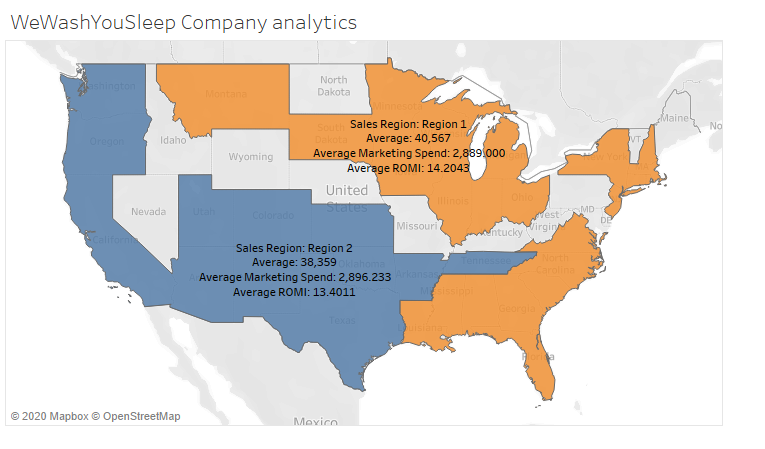 WeWashYouSleep Company analytics
Washington
Montana
North
Dakota
Minnesota
Maine
No
Oregon
Idaho
South
Dakota
Sales Region: Region 1
Average: 40,567
Average Marketing Spend: 2,889.000
Average ROMI: 14.2043
VT
New York
Wyoming
United
States
Nevada
Utah
Colorado
Illinois
Ohio
MD
DE
West
Virginia
Missouri
Kentucky
California
Sales Region: Region 2
Average: 38,359
Average Marketing Spend: 2,896.233
Average ROMI: 13.4011
Oklahoma
Arkansas
Tennessee
North
Carolina
Mississippi
Georgia
Texas
Louisiana
Florida
© 2020 Mapbox © OpenStreetMap
Mexico